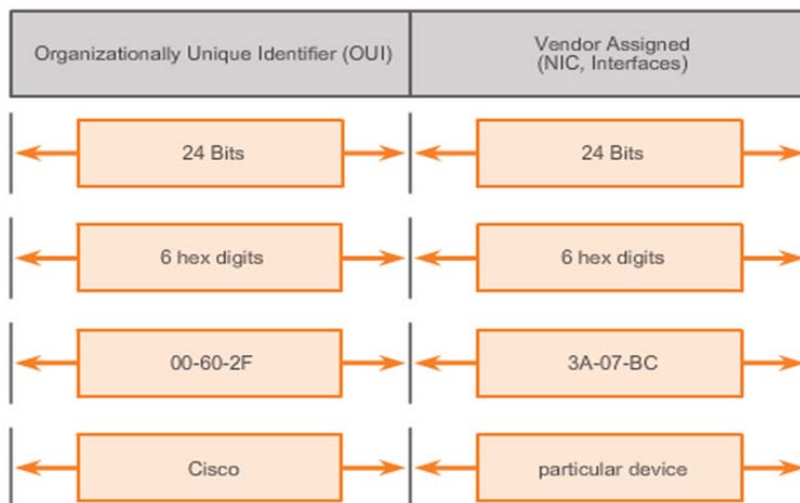 Organizationally Unique Identifier (OUI)
Vendor Assigned
(NIC, Interfaces)
24 Bits
24 Bits
6 hex digits
6 hex digits
00-60-2F
3A-07-BC
Cisco
particular device